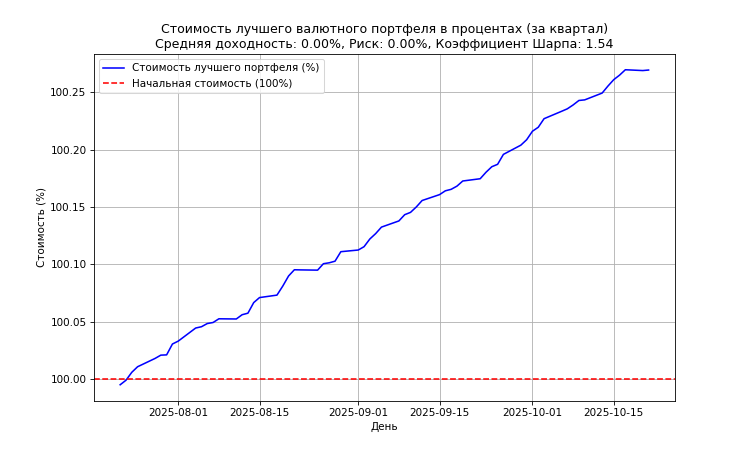 Стоимость лучшего валютного портфеля в процентах (за квартал)
Средняя доходность: 0.00%, Риск: 0.00%, Коэффициент Шарпа: 1.54
Стоимость лучшего портфеля (%)
Начальная стоимость (100%)
Стоимость (%)
100.25
100.20
100.15
100.10
100.05
100.00
2025-08-01
2025-08-15
2025-09-01
2025-09-15
2025-10-01
2025-10-15
День